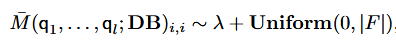 M̄(q₁, . . . , qₗ; DB)ᵢ,ᵢ ∼ λ + Uniform(0, |F|),